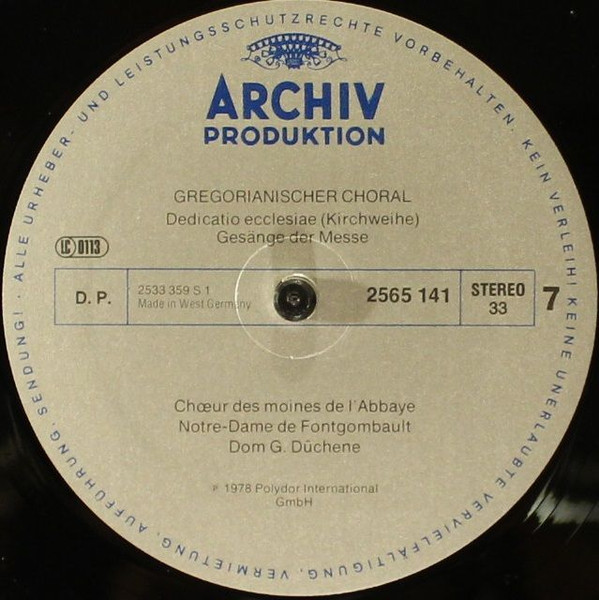 ALLE URHEBER- UND LEISTUNGSSCHUTZRECHTE VORBEHALTEN. KEIN VERLEIH! KEINE UNERLAUBTE VERVIELFÄLTIGUNG, VERMIETUNG, AUFFÜHRUNG, SENDUNG! ·
ARCHIV
PRODUKTION
GREGORIANISCHER CHORAL
Dedicatio ecclesiae (Kirchweihe)
Gesänge der Messe
LC 0113
D. P.
2533 359 S 1
Made in West Germany
2565 141
STEREO
33
7
Chœur des moines de l'Abbaye
Notre-Dame de Fontgombault
Dom G. Dûchene
℗ 1978 Polydor International
GmbH